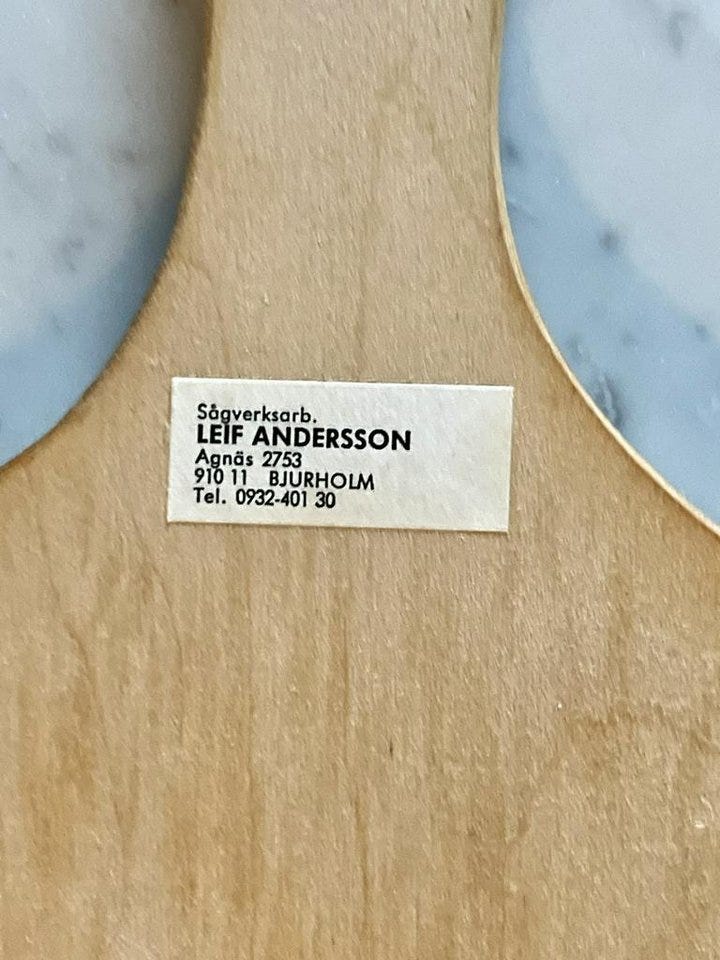 Sågverksarb.
LEIF ANDERSSON
Agnäs 2753
910 11 BJURHOLM
Tel. 0932-401 30